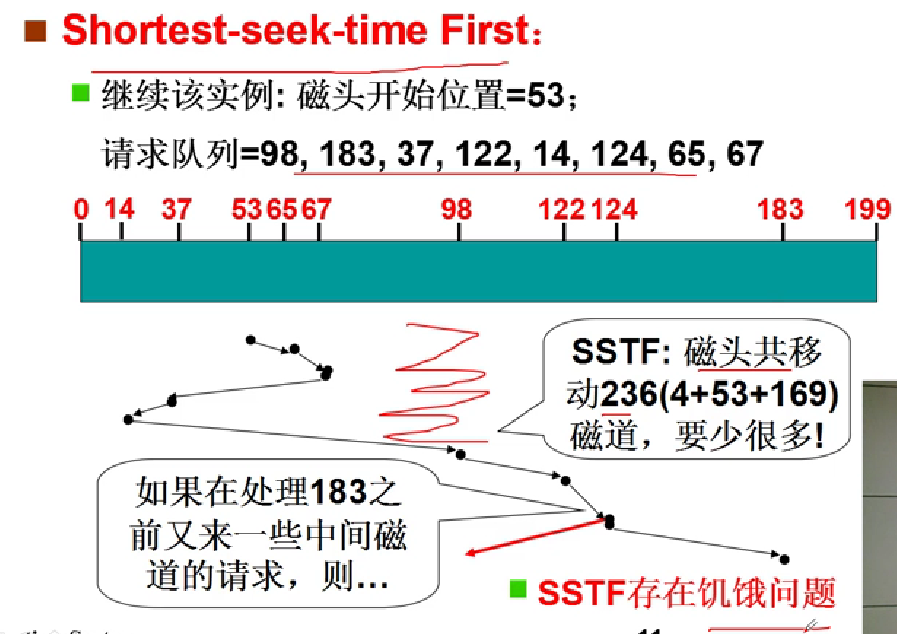 Shortest-seek-time First:
继续该实例: 磁头开始位置=53;
请求队列=98, 183, 37, 122, 14, 124, 65, 67
0 14 37 53 65 67 98 122 124 183 199
SSTF: 磁头共移
动236(4+53+169)
磁道，要少很多!
如果在处理183之
前又来一些中间磁
道的请求，则...
SSTF存在饥饿问题